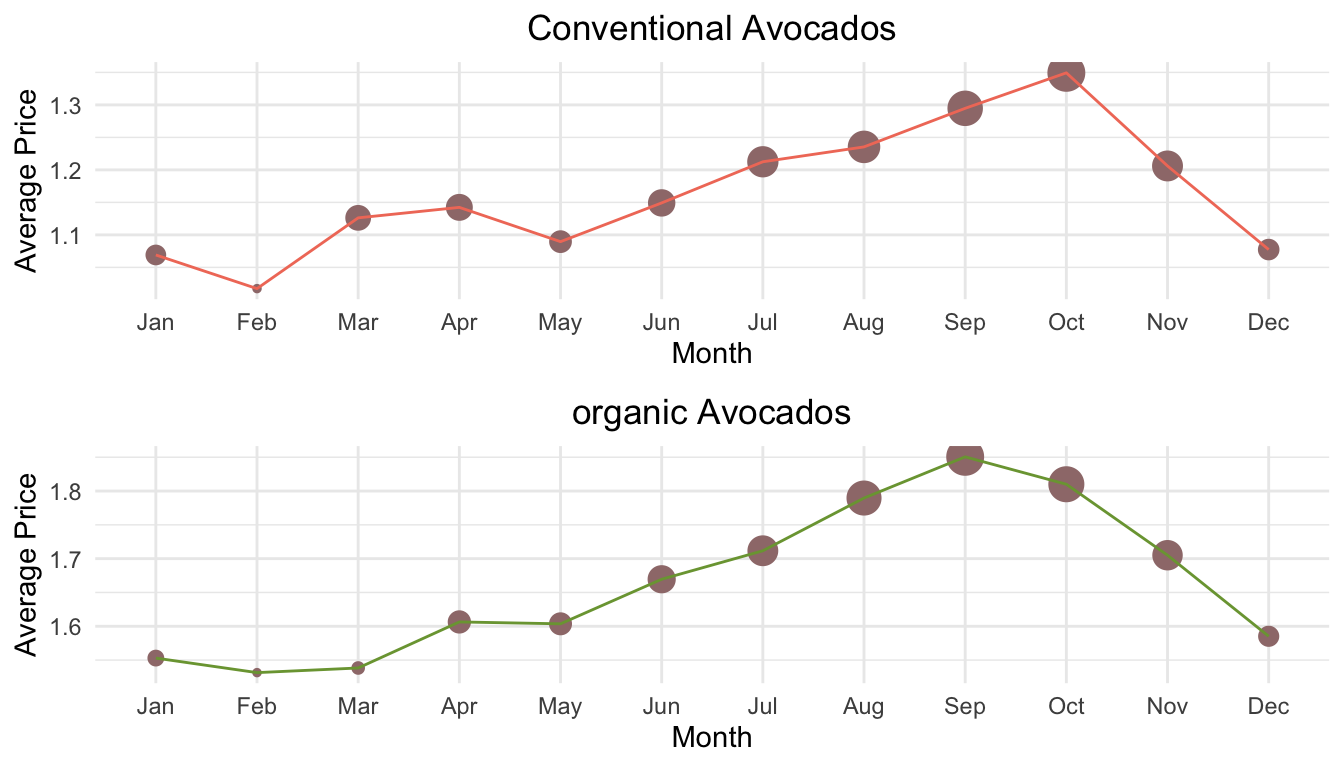 Conventional Avocados
Average Price
1.3
1.2
1.1
Jan Feb Mar Apr May Jun Jul Aug Sep Oct Nov Dec
Month
organic Avocados
Average Price
1.8
1.7
1.6
Jan Feb Mar Apr May Jun Jul Aug Sep Oct Nov Dec
Month